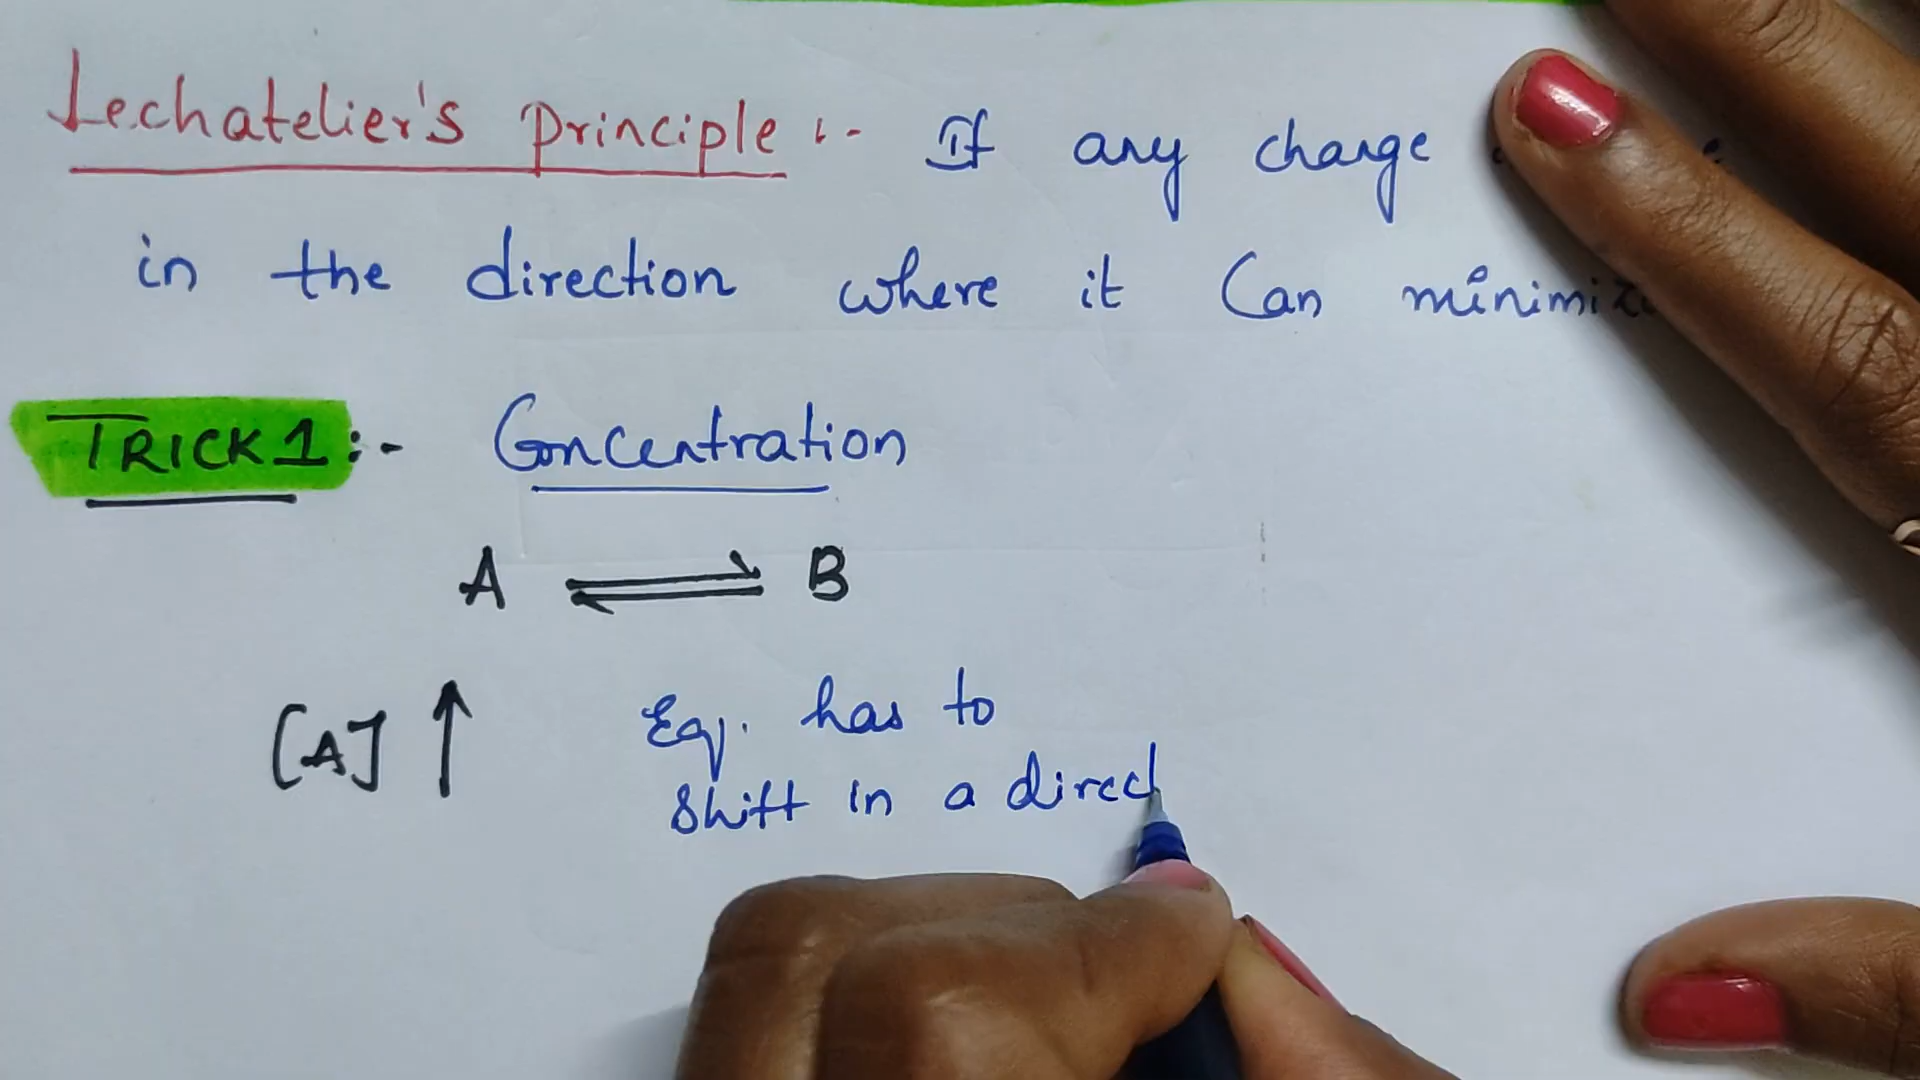 Lechatelier's principle :- If any change
in the direction where it Can
TRICK 1 :- Concentration
A ⇌ B
[A] ↑ Eq. has to
shift in a direct